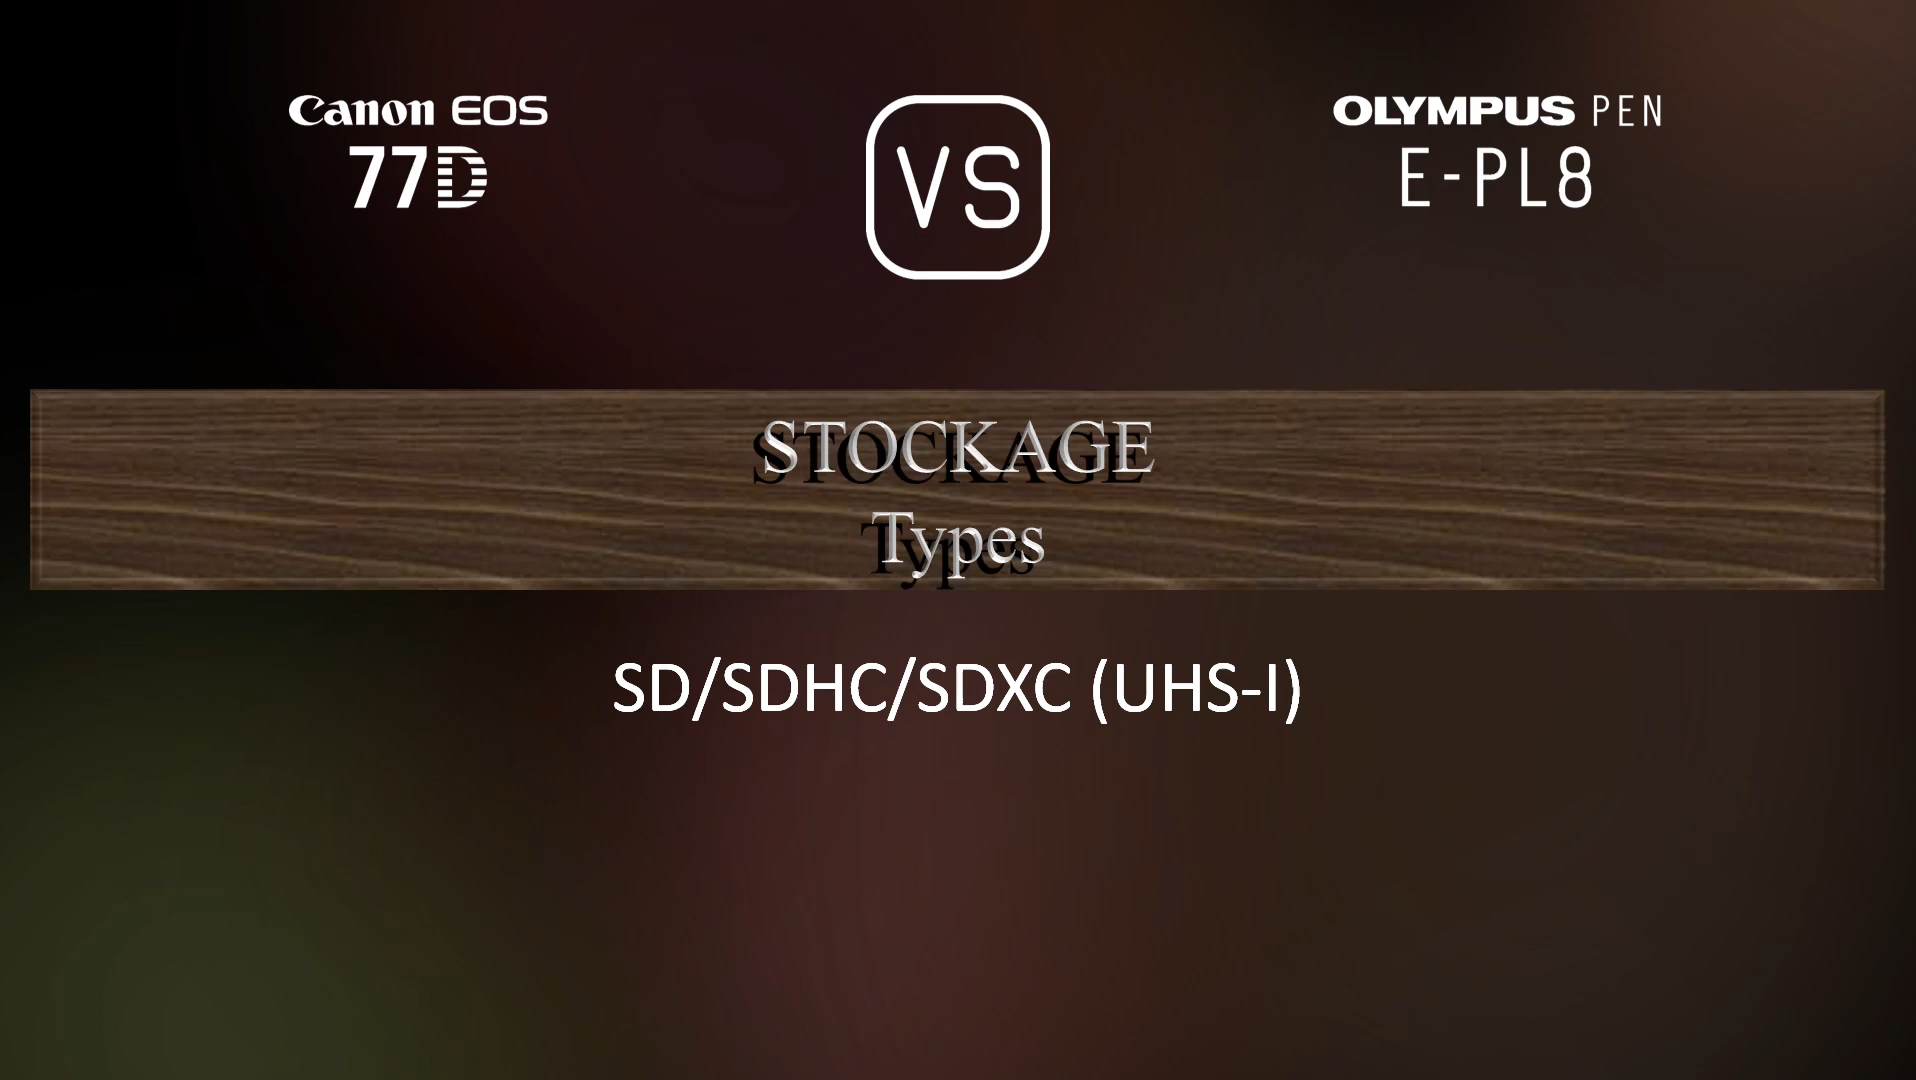 Canon EOS
77D
VS
OLYMPUS PEN
E-PL8
STOCKAGE
Types
SD/SDHC/SDXC (UHS-I)